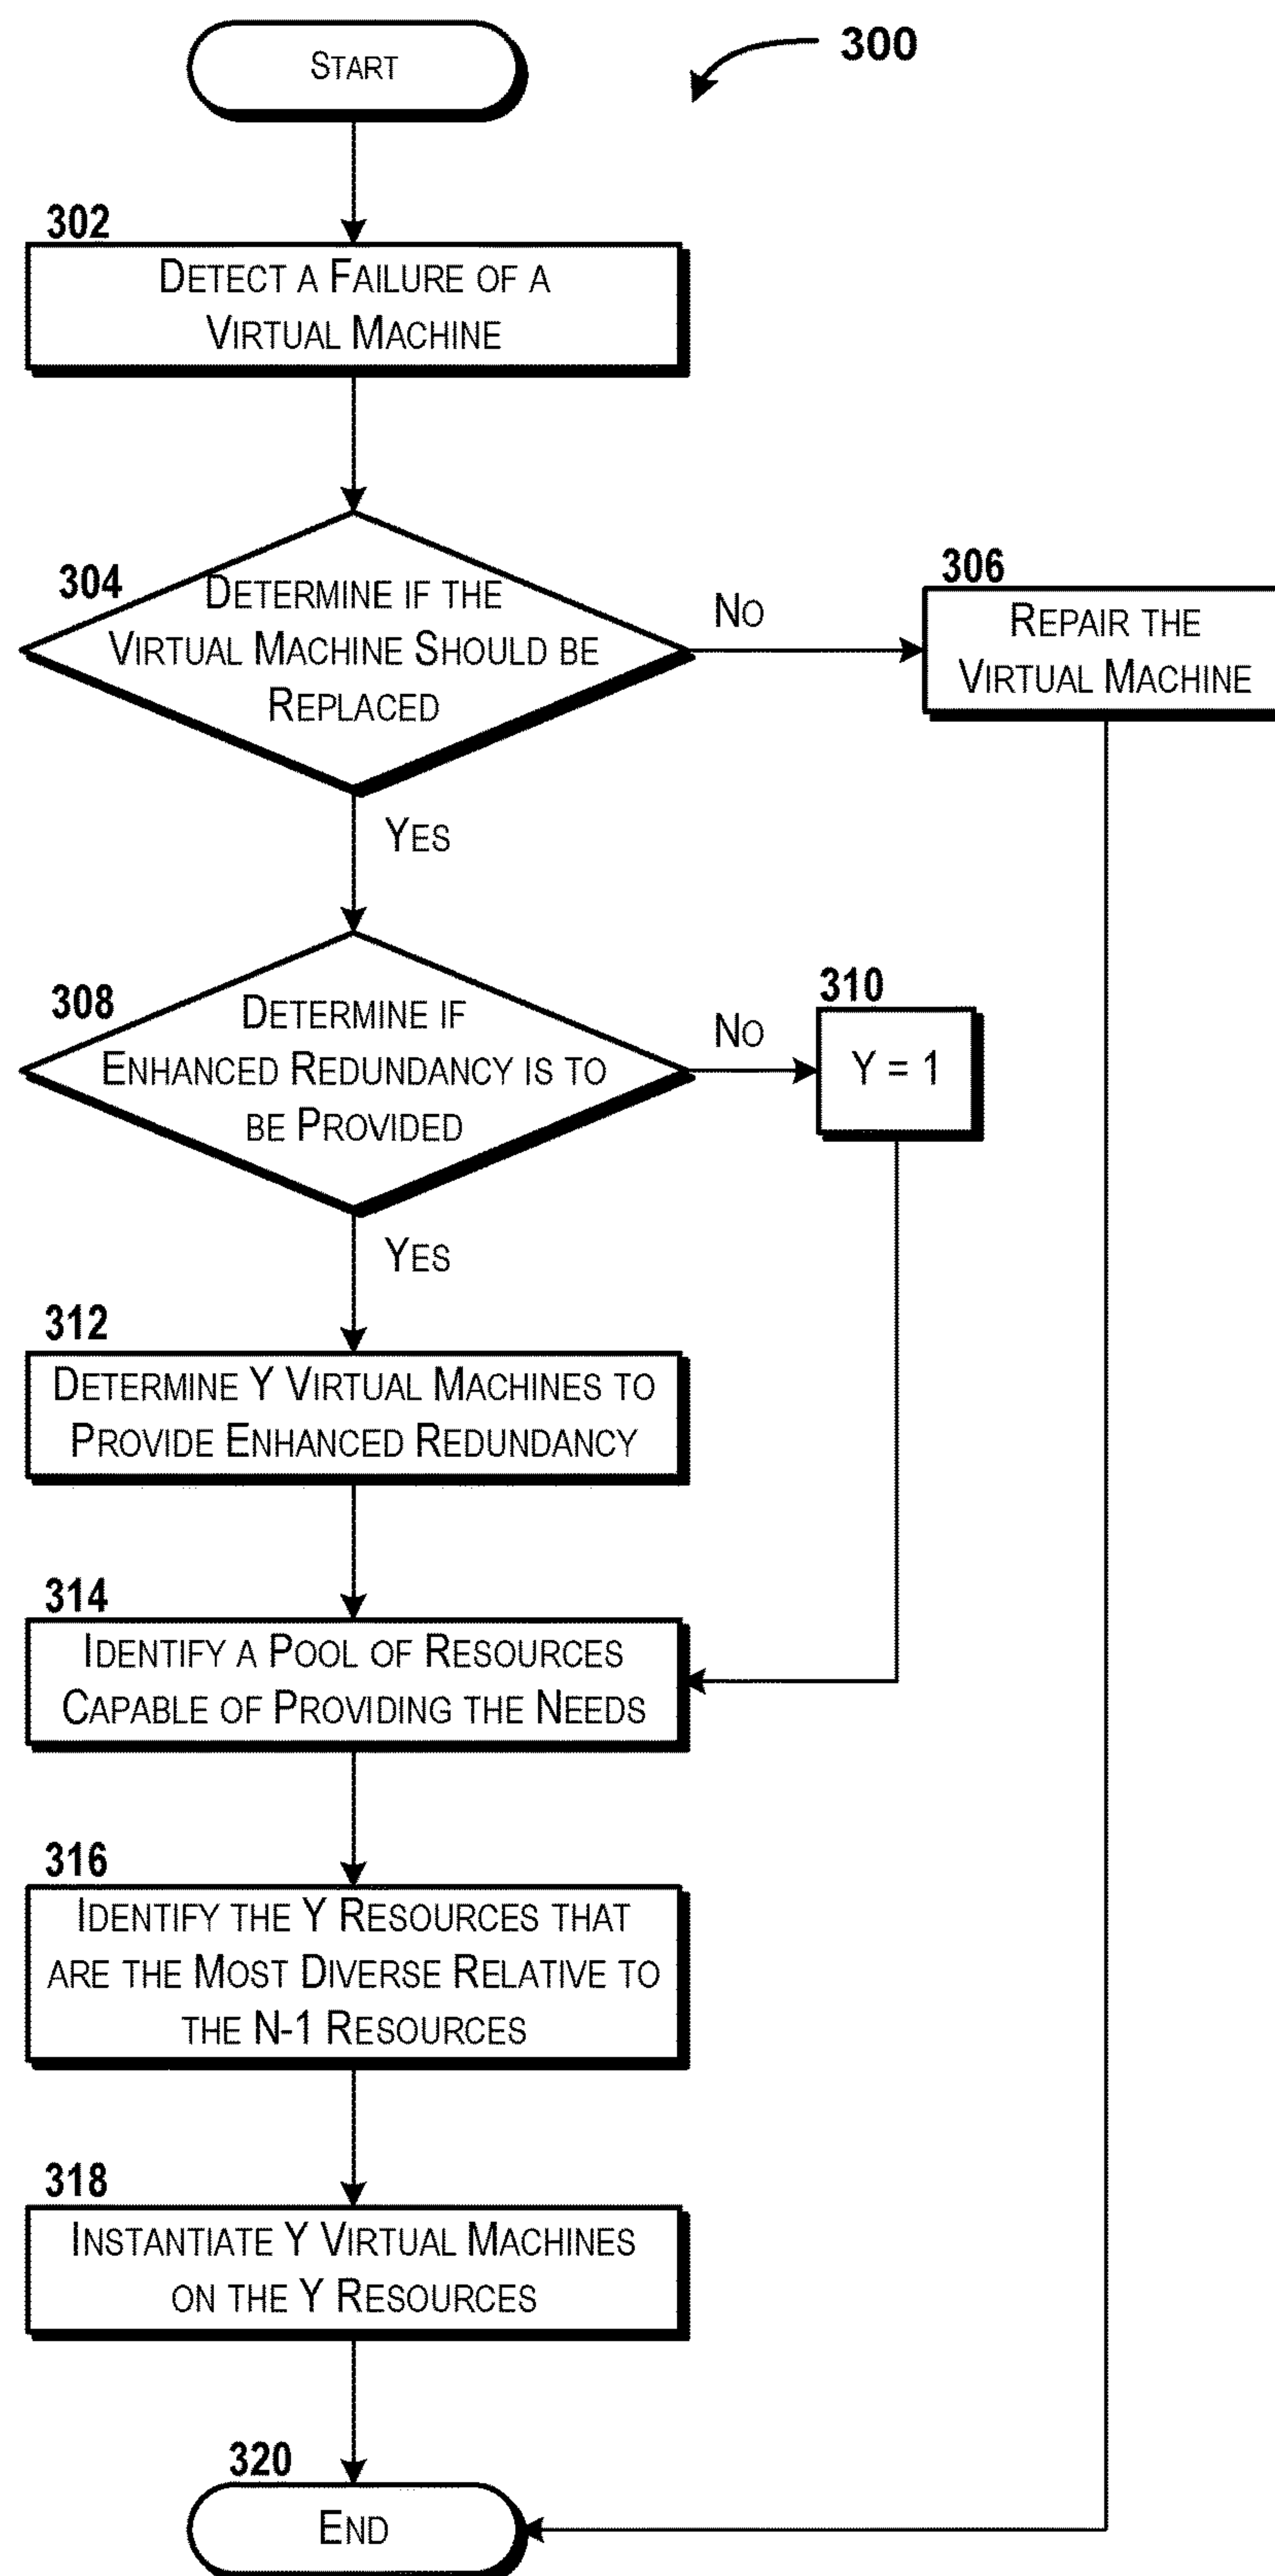 START
300
302
DETECT A FAILURE OF A
VIRTUAL MACHINE
304
DETERMINE IF THE
VIRTUAL MACHINE SHOULD BE
REPLACED
NO
306
REPAIR THE
VIRTUAL MACHINE
YES
308
DETERMINE IF
ENHANCED REDUNDANCY IS TO
BE PROVIDED
NO
310
Y = 1
YES
312
DETERMINE Y VIRTUAL MACHINES TO
PROVIDE ENHANCED REDUNDANCY
314
IDENTIFY A POOL OF RESOURCES
CAPABLE OF PROVIDING THE NEEDS
316
IDENTIFY THE Y RESOURCES THAT
ARE THE MOST DIVERSE RELATIVE TO
THE N-1 RESOURCES
318
INSTANTIATE Y VIRTUAL MACHINES
ON THE Y RESOURCES
320
END